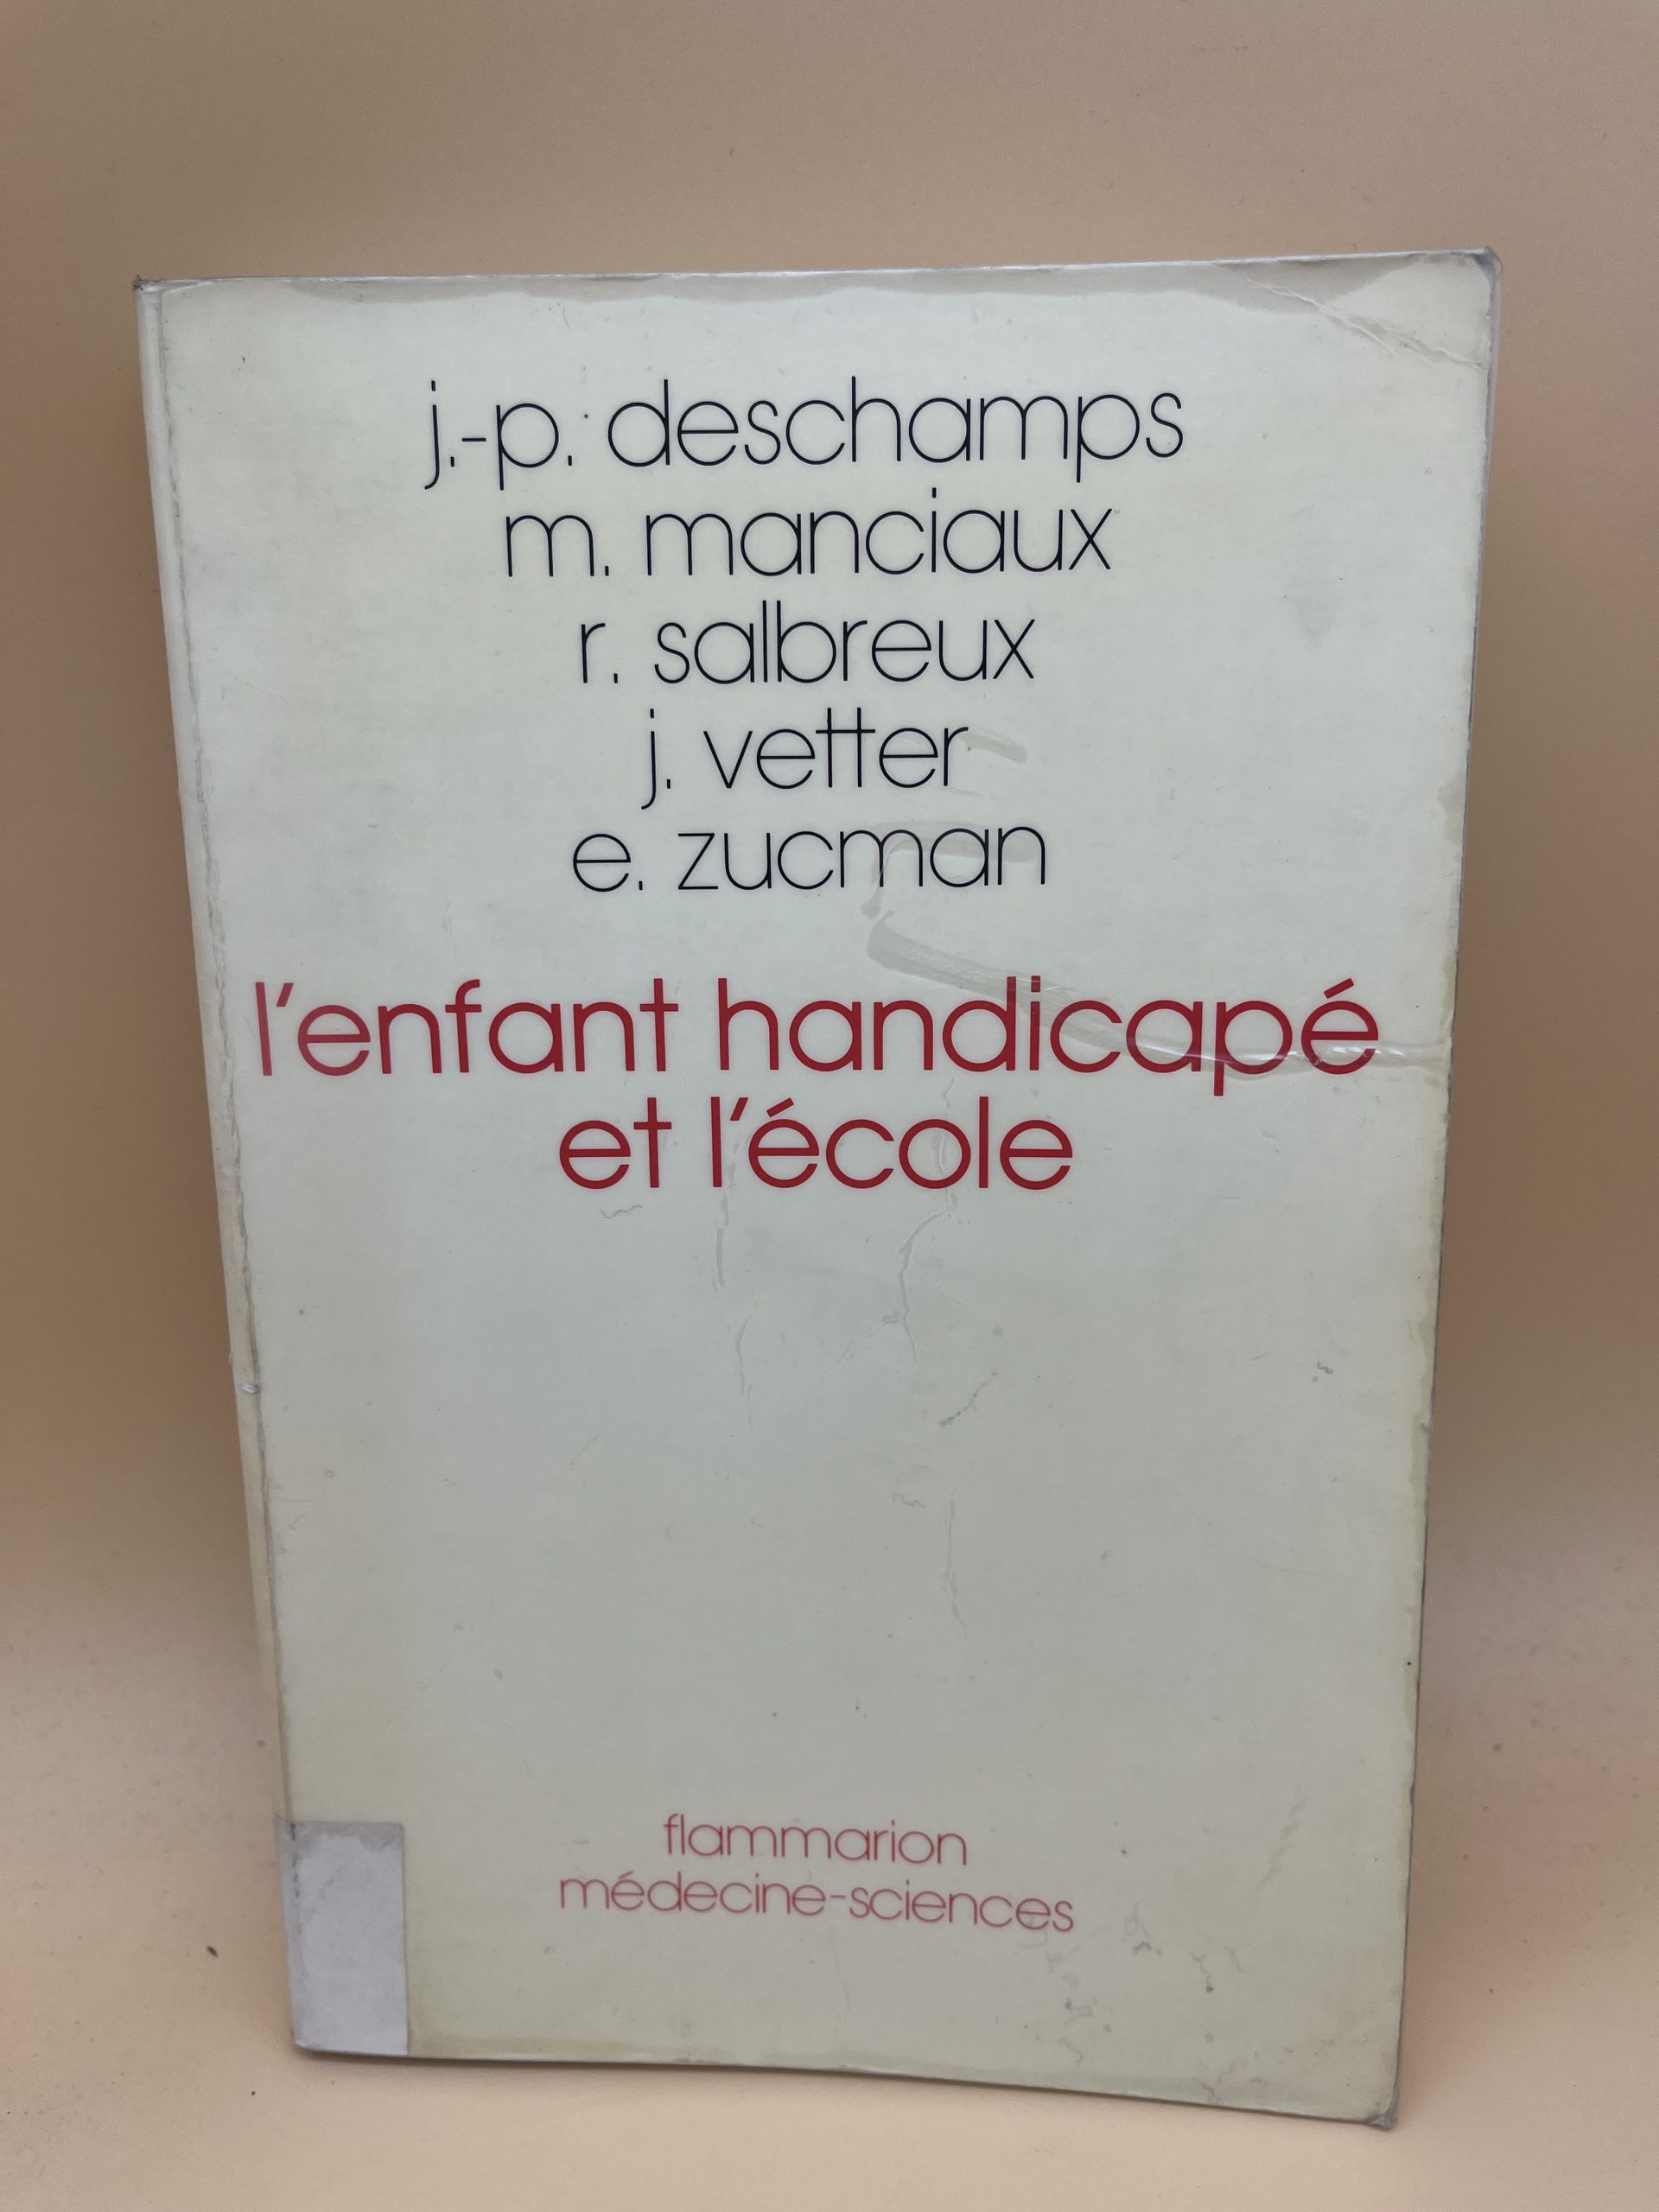 j.-p. deschamps
m. manciaux
r. salbreux
j. vetter
e. zucman
l'enfant handicapé
et l'école
flammarion
médecine-sciences